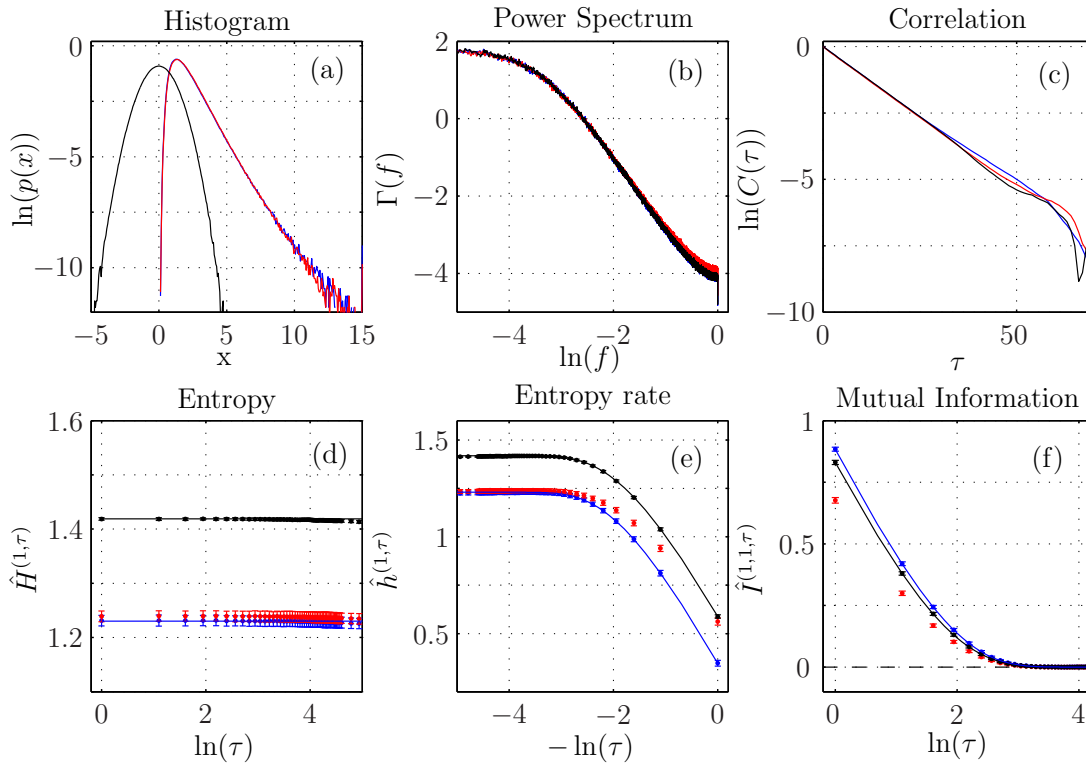 Histogram
(a)
ln(p(x))
0
−5
−10
−5 0 5 10 15
x
Power Spectrum
(b)
Γ(f)
2
0
−2
−4
−4 −2 0
ln(f)
Correlation
(c)
ln(C(τ))
0
−5
−10
0 50
τ
Entropy
(d)
Ĥ^(1,τ)
1.6
1.4
1.2
0 2 4
ln(τ)
Entropy rate
(e)
ĥ^(1,τ)
1.5
1
0.5
−4 −2 0
− ln(τ)
Mutual Information
(f)
Î^(1,1,τ)
1
0.5
0
0 2 4
ln(τ)